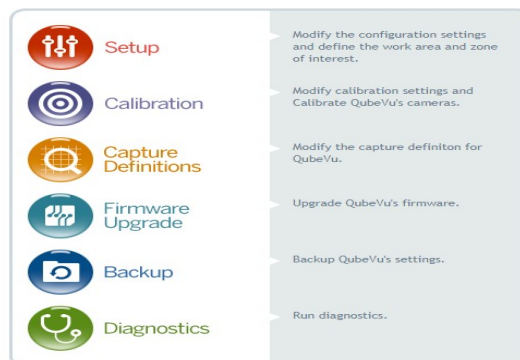 Setup
Modify the configuration settings
and define the work area and zone
of interest.
Calibration
Modify calibration settings and
Calibrate QubeVu's cameras.
Capture
Definitions
Modify the capture definiton for
QubeVu.
Firmware
Upgrade
Upgrade QubeVu's firmware.
Backup
Backup QubeVu's settings.
Diagnostics
Run diagnostics.